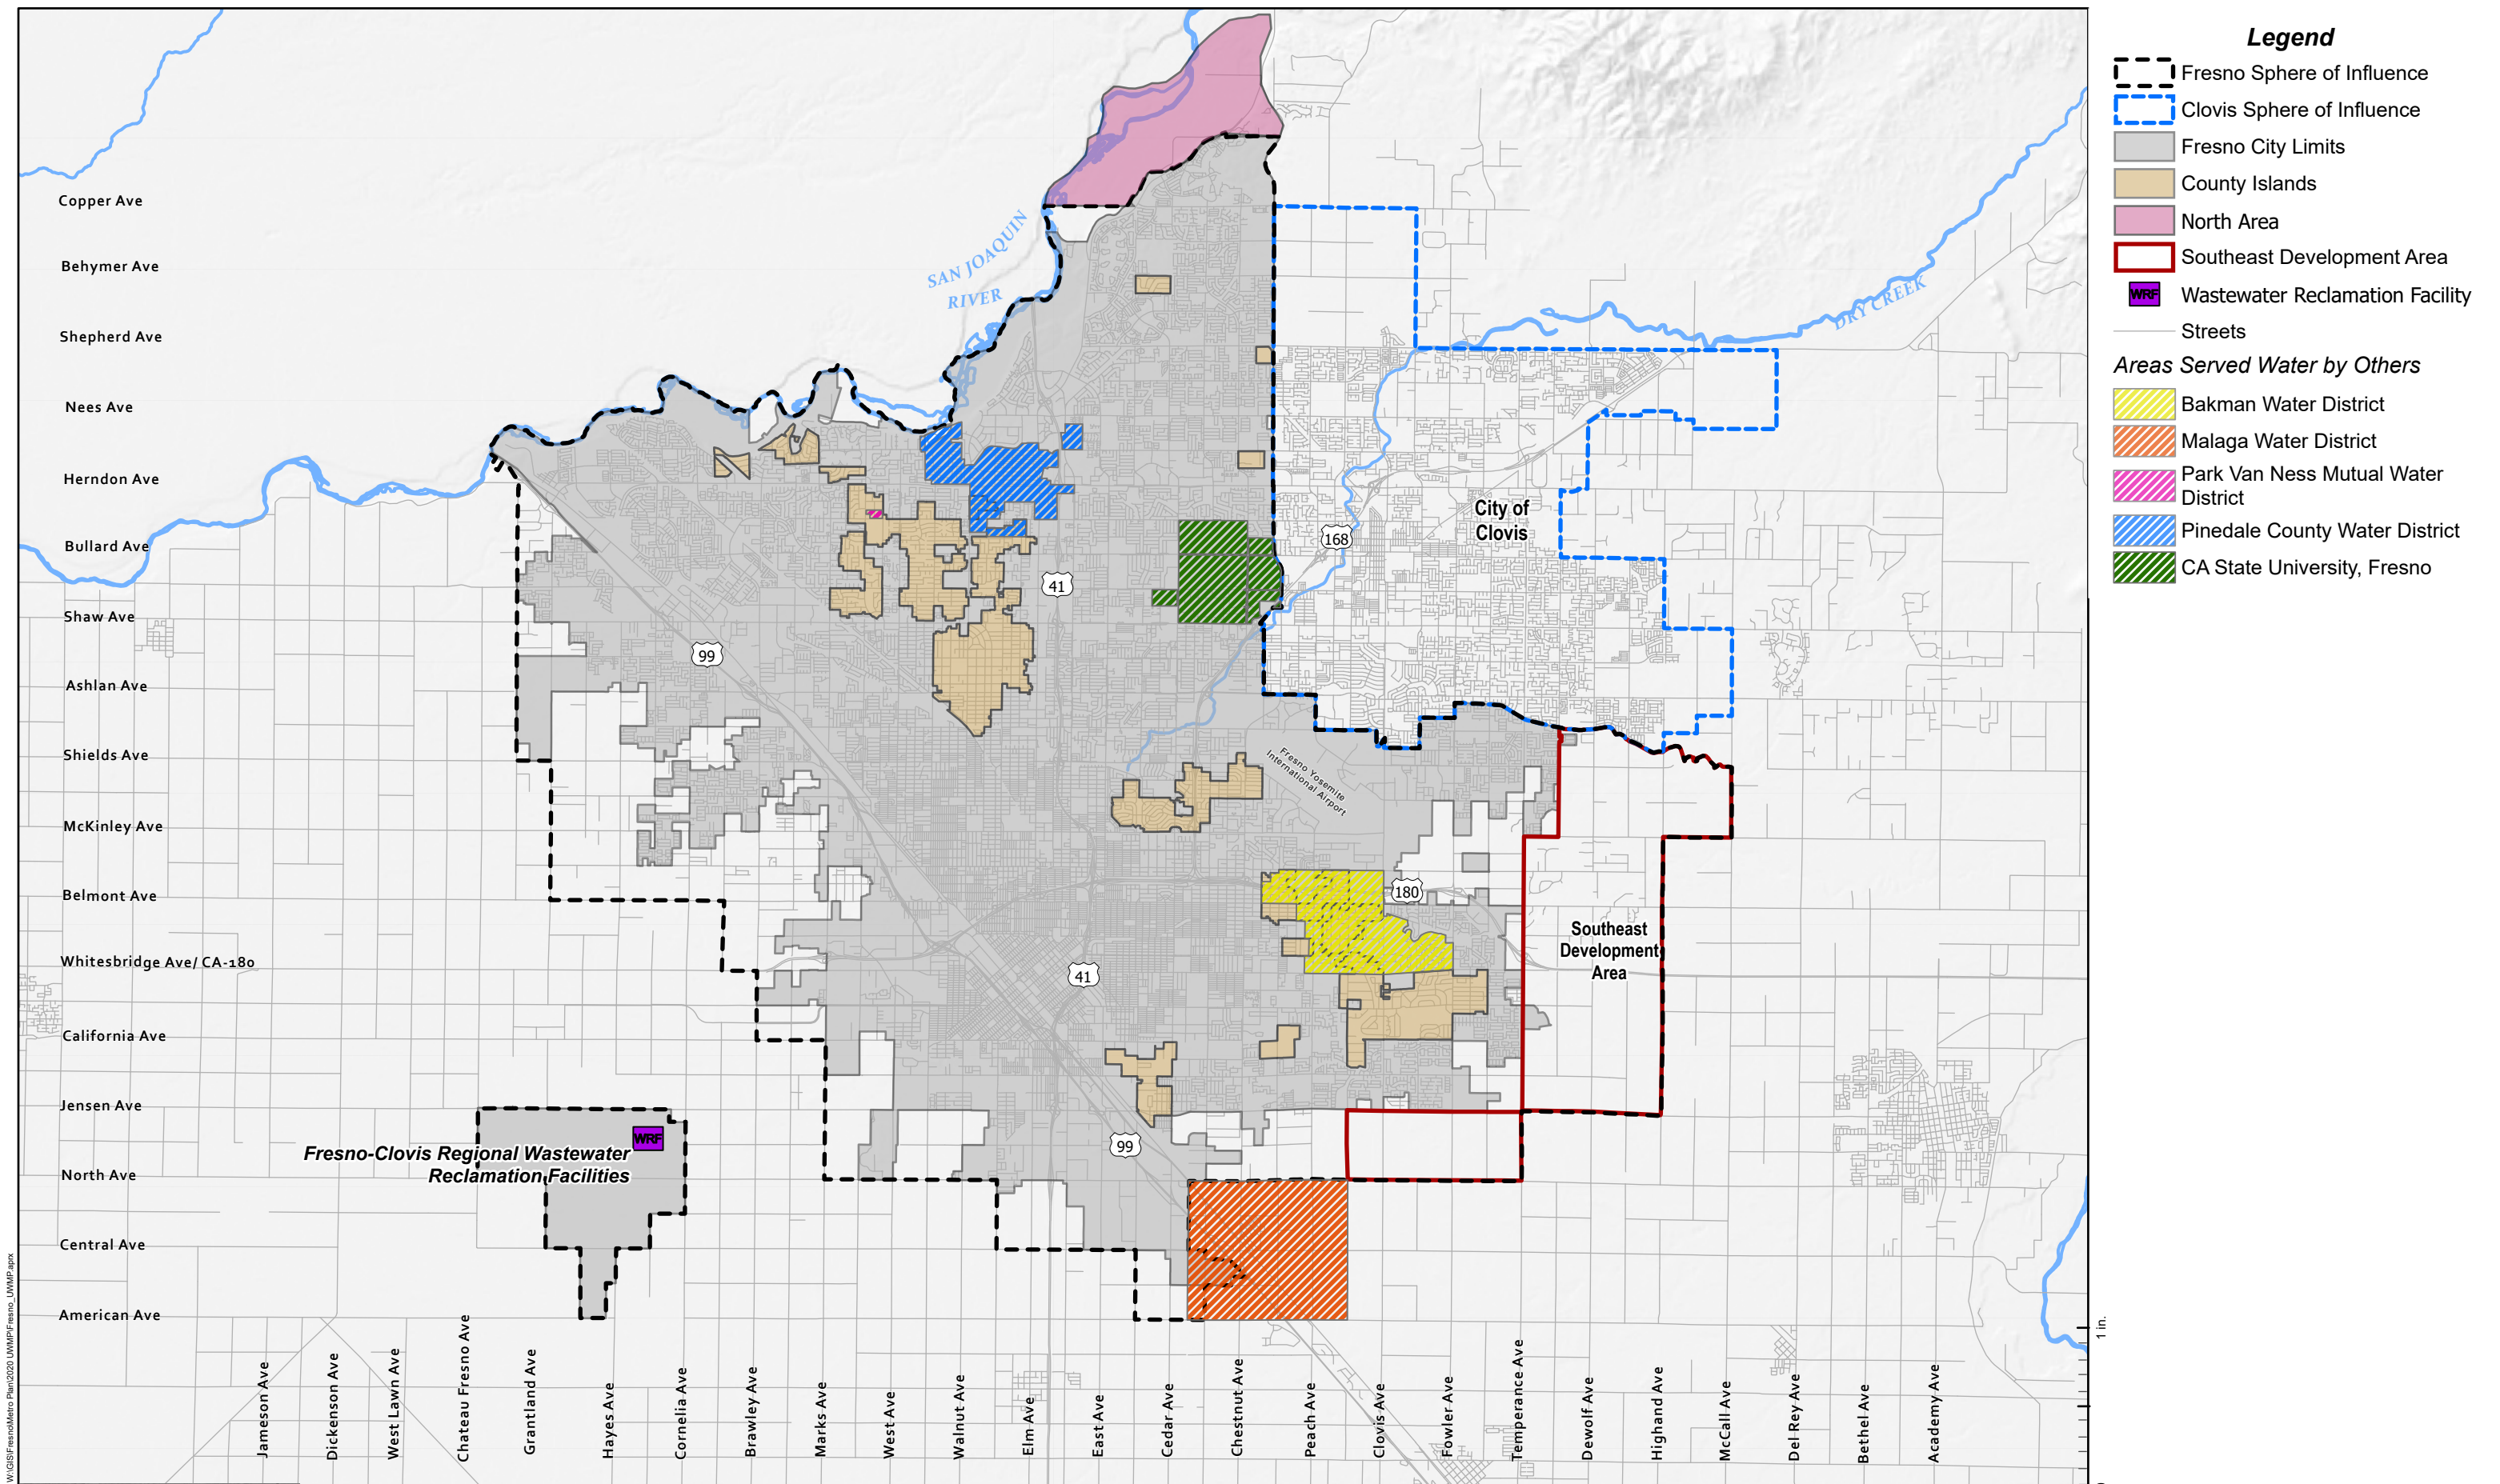 Legend
Fresno Sphere of Influence
Clovis Sphere of Influence
Fresno City Limits
County Islands
North Area
Southeast Development Area
WRF
Wastewater Reclamation Facility
Streets
Areas Served Water by Others
Bakman Water District
Malaga Water District
Park Van Ness Mutual Water
District
Pinedale County Water District
CA State University, Fresno
Copper Ave
Behymer Ave
Shepherd Ave
Nees Ave
Herndon Ave
Bullard Ave
Shaw Ave
Ashlan Ave
Shields Ave
McKinley Ave
Belmont Ave
Whitesbridge Ave/ CA-180
California Ave
Jensen Ave
North Ave
Central Ave
American Ave
SAN JOAQUIN
RIVER
DRY CREEK
City of
Clovis
168
41
99
Fresno Yosemite
International Airport
180
Southeast
Development
Area
41
99
WRF
Fresno-Clovis Regional Wastewater
Reclamation Facilities
Jameson Ave
Dickenson Ave
West Lawn Ave
Chateau Fresno Ave
Grantland Ave
Hayes Ave
Cornelia Ave
Brawley Ave
Marks Ave
West Ave
Walnut Ave
Elm Ave
East Ave
Cedar Ave
Chestnut Ave
Peach Ave
Clovis Ave
Fowler Ave
Temperance Ave
Dewolf Ave
Highland Ave
McCall Ave
Del Rey Ave
Bethel Ave
Academy Ave
1 in.
W:\GIS\Fresno\Metro Plan\2020 UWMP\Fresno_UWMP.aprx